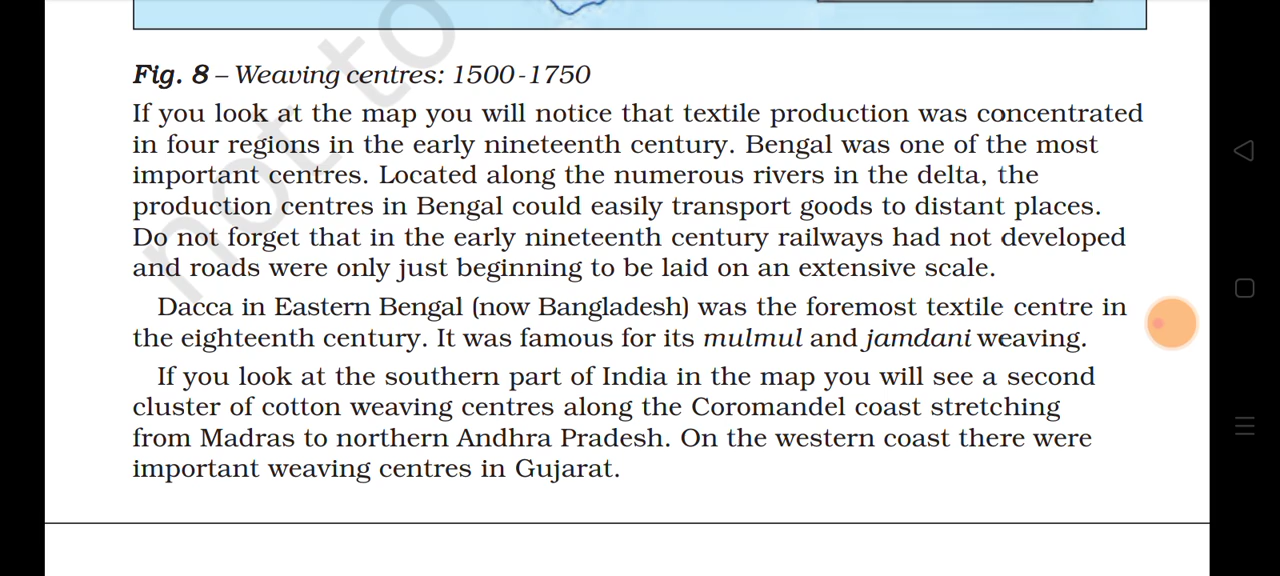 Fig. 8 – Weaving centres: 1500-1750
If you look at the map you will notice that textile production was concentrated
in four regions in the early nineteenth century. Bengal was one of the most
important centres. Located along the numerous rivers in the delta, the
production centres in Bengal could easily transport goods to distant places.
Do not forget that in the early nineteenth century railways had not developed
and roads were only just beginning to be laid on an extensive scale.
Dacca in Eastern Bengal (now Bangladesh) was the foremost textile centre in
the eighteenth century. It was famous for its mulmul and jamdani weaving.
If you look at the southern part of India in the map you will see a second
cluster of cotton weaving centres along the Coromandel coast stretching
from Madras to northern Andhra Pradesh. On the western coast there were
important weaving centres in Gujarat.
not to